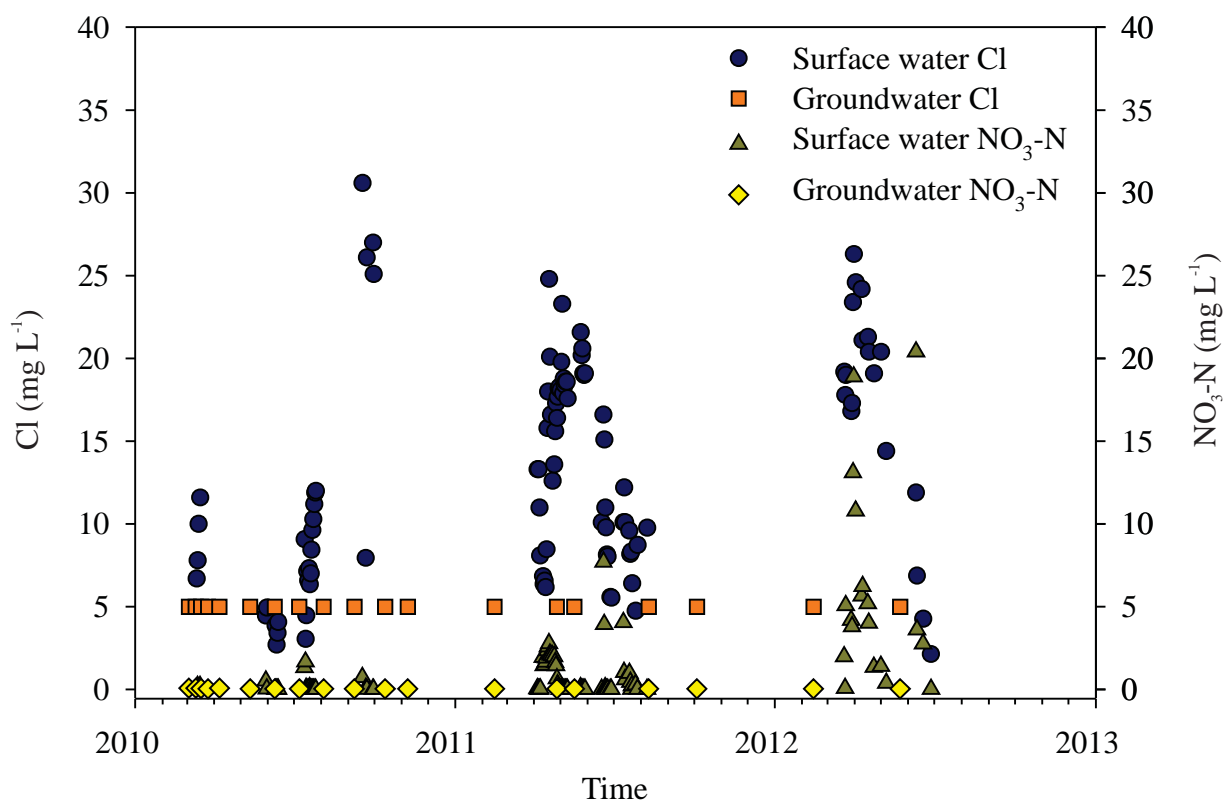 40 40
35 35
30 30
25 25
20 20
15 15
10 10
5 5
0 0
Cl (mg L⁻¹)
NO₃-N (mg L⁻¹)
Surface water Cl
Groundwater Cl
Surface water NO₃-N
Groundwater NO₃-N
2010 2011 2012 2013
Time